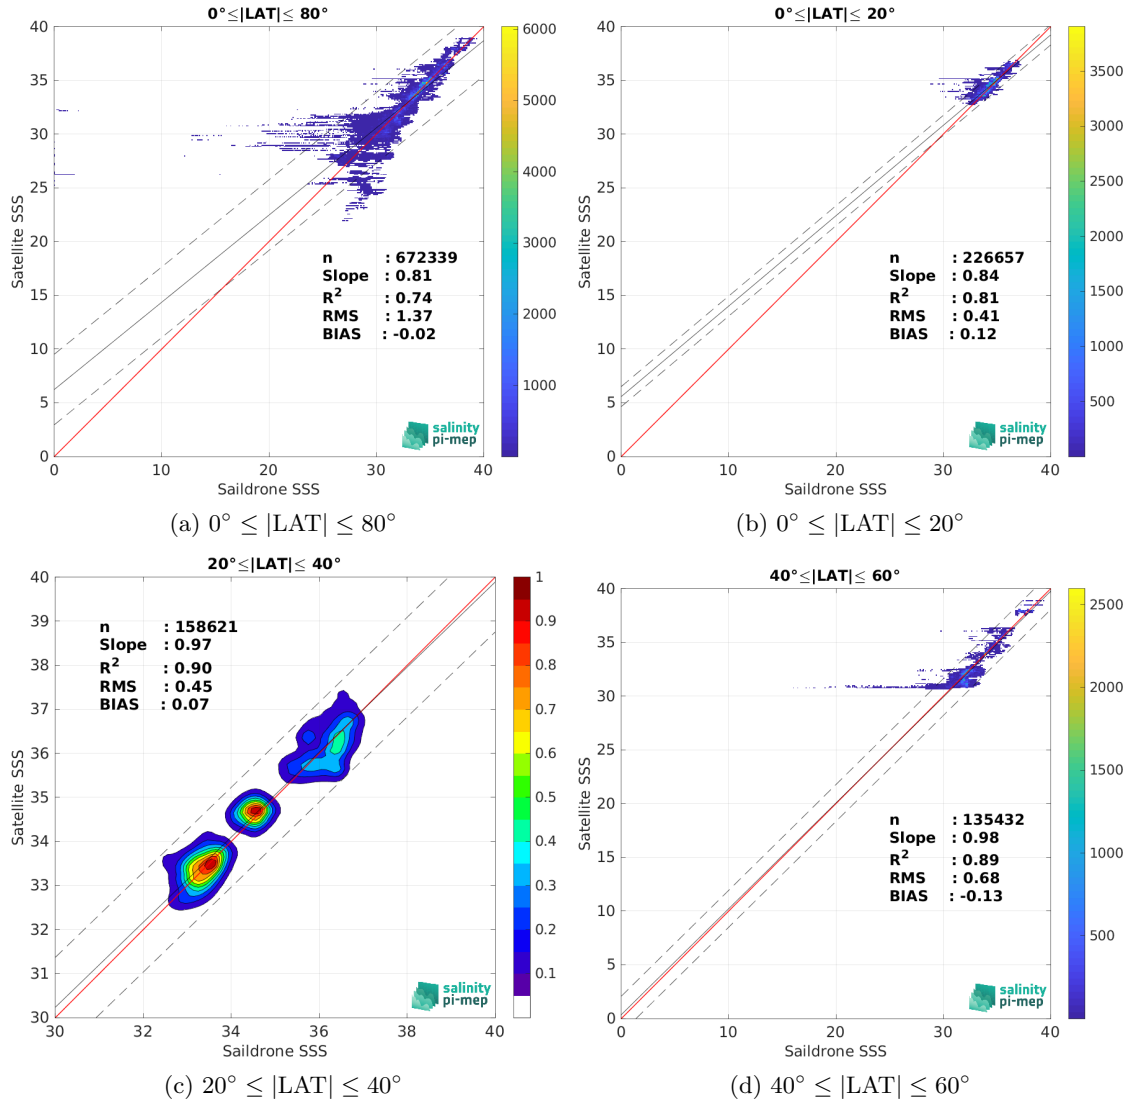 0°≤|LAT|≤ 80°
40
35
30
25
20
15
10
5
0
Satellite SSS
0
10
20
30
40
Saildrone SSS
n : 672339
Slope : 0.81
R² : 0.74
RMS : 1.37
BIAS : -0.02
salinity
pi-mep
6000
5000
4000
3000
2000
1000
(a) 0° ≤ |LAT| ≤ 80°
0°≤|LAT|≤ 20°
40
35
30
25
20
15
10
5
0
Satellite SSS
0
10
20
30
40
Saildrone SSS
n : 226657
Slope : 0.84
R² : 0.81
RMS : 0.41
BIAS : 0.12
salinity
pi-mep
3500
3000
2500
2000
1500
1000
500
(b) 0° ≤ |LAT| ≤ 20°
20°≤|LAT|≤ 40°
40
39
38
37
36
35
34
33
32
31
30
Satellite SSS
30
32
34
36
38
40
Saildrone SSS
n : 158621
Slope : 0.97
R² : 0.90
RMS : 0.45
BIAS : 0.07
salinity
pi-mep
1
0.9
0.8
0.7
0.6
0.5
0.4
0.3
0.2
0.1
(c) 20° ≤ |LAT| ≤ 40°
40°≤|LAT|≤ 60°
40
35
30
25
20
15
10
5
0
Satellite SSS
0
10
20
30
40
Saildrone SSS
n : 135432
Slope : 0.98
R² : 0.89
RMS : 0.68
BIAS : -0.13
salinity
pi-mep
2500
2000
1500
1000
500
(d) 40° ≤ |LAT| ≤ 60°